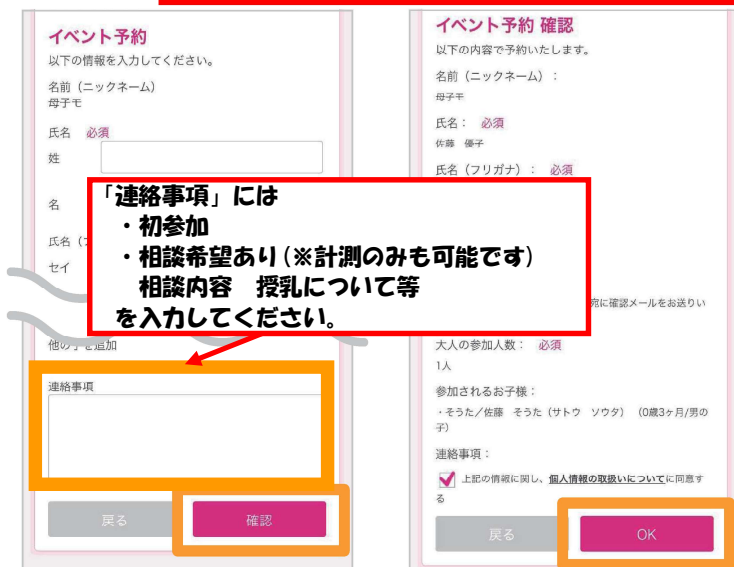 イベント予約
以下の情報を入力してください。
名前（ニックネーム）
母子モ
氏名　必須
姓
名
氏名（
セイ
他の子を追加
連絡事項
戻る
確認
「連絡事項」には
・初参加
・相談希望あり(※計測のみも可能です)
相談内容　授乳について等
を入力してください。
イベント予約 確認
以下の内容で予約いたします。
名前（ニックネーム）：
母子モ
氏名：　必須
佐藤　優子
氏名（フリガナ）：　必須
宛に確認メールをお送りい
大人の参加人数：　必須
1人
参加されるお子様：
・そうた／佐藤　そうた（サトウ　ソウタ）（0歳3ヶ月/男の
子）
連絡事項：
上記の情報に関し、個人情報の取扱いについてに同意す
る
戻る
OK